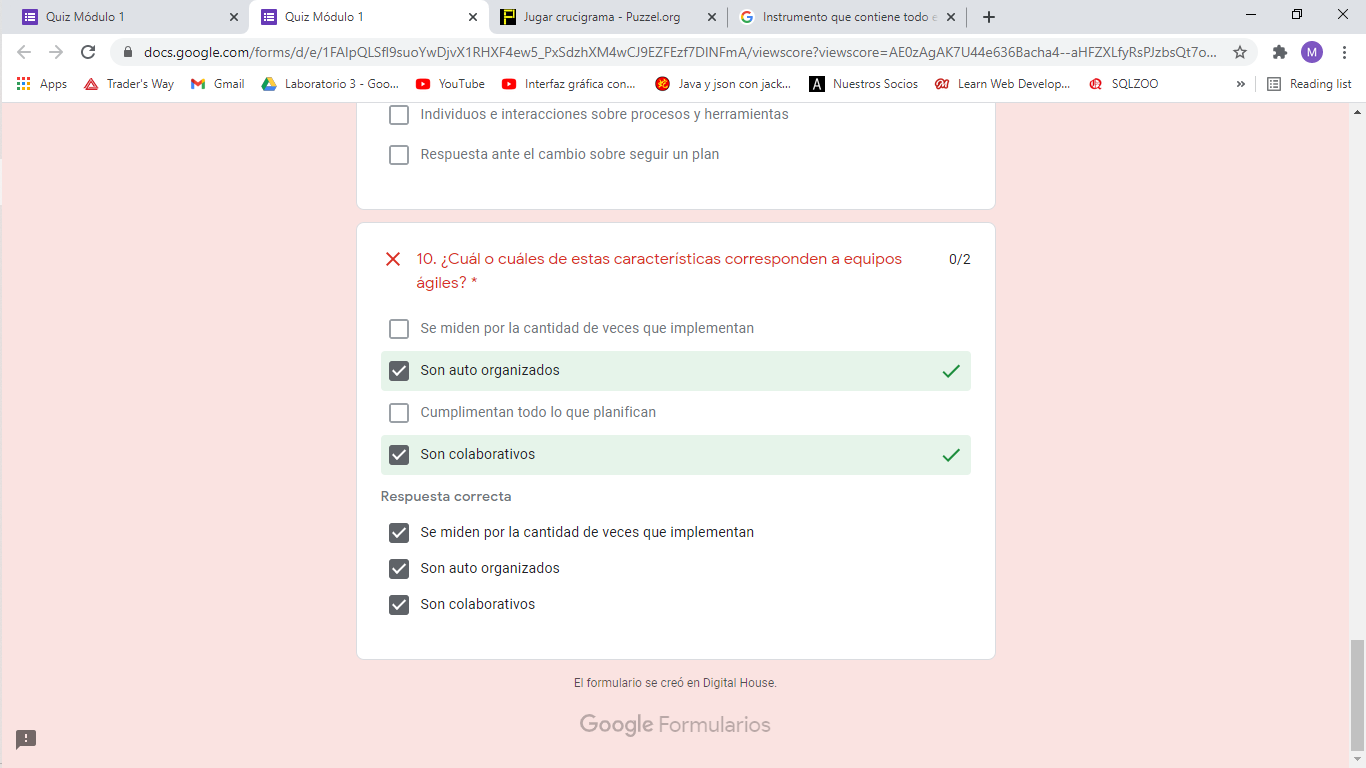 Quiz Módulo 1
Quiz Módulo 1
Jugar crucigrama - Puzzel.org
Instrumento que contiene todo e
docs.google.com/forms/d/e/1FAIpQLSfI9suoYwDjvX1RHXF4ew5_PxSdzhXM4wCJ9EZFEzf7DINFmA/viewscore?viewscore=AE0zAgAK7U44e636Bacha4--aHFZXLfyRsPJzbsQt7o...
M
Apps
Trader's Way
Gmail
Laboratorio 3 - Goo...
YouTube
Interfaz gráfica con...
Java y json con jack...
A
Nuestros Socios
Learn Web Develop...
SQLZOO
»
Reading list
Individuos e interacciones sobre procesos y herramientas
Respuesta ante el cambio sobre seguir un plan
10. ¿Cuál o cuáles de estas características corresponden a equipos
ágiles? *
0/2
Se miden por la cantidad de veces que implementan
Son auto organizados
Cumplimentan todo lo que planifican
Son colaborativos
Respuesta correcta
Se miden por la cantidad de veces que implementan
Son auto organizados
Son colaborativos
El formulario se creó en Digital House.
Google Formularios